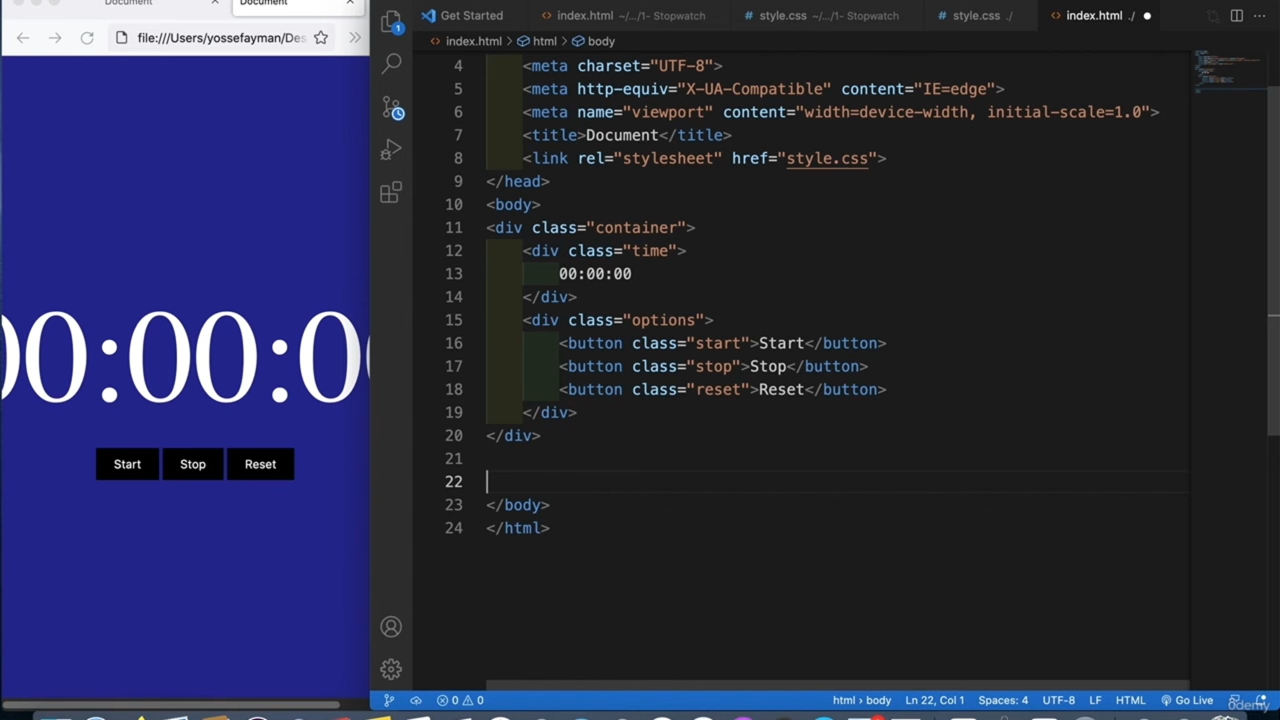 Document
Document
file:///Users/yossefayman/Des
00:00:00
Start
Stop
Reset
1
Get Started
index.html ~/.../1- Stopwatch
style.css ~/.../1- Stopwatch
style.css ./
index.html ./
index.html > html > body
4 <meta charset="UTF-8">
5 <meta http-equiv="X-UA-Compatible" content="IE=edge">
6 <meta name="viewport" content="width=device-width, initial-scale=1.0">
7 <title>Document</title>
8 <link rel="stylesheet" href="style.css">
9 </head>
10 <body>
11 <div class="container">
12 <div class="time">
13 00:00:00
14 </div>
15 <div class="options">
16 <button class="start">Start</button>
17 <button class="stop">Stop</button>
18 <button class="reset">Reset</button>
19 </div>
20 </div>
21
22
23 </body>
24 </html>
0 0
html > body
Ln 22, Col 1
Spaces: 4
UTF-8
LF
HTML
Go Live
udemy